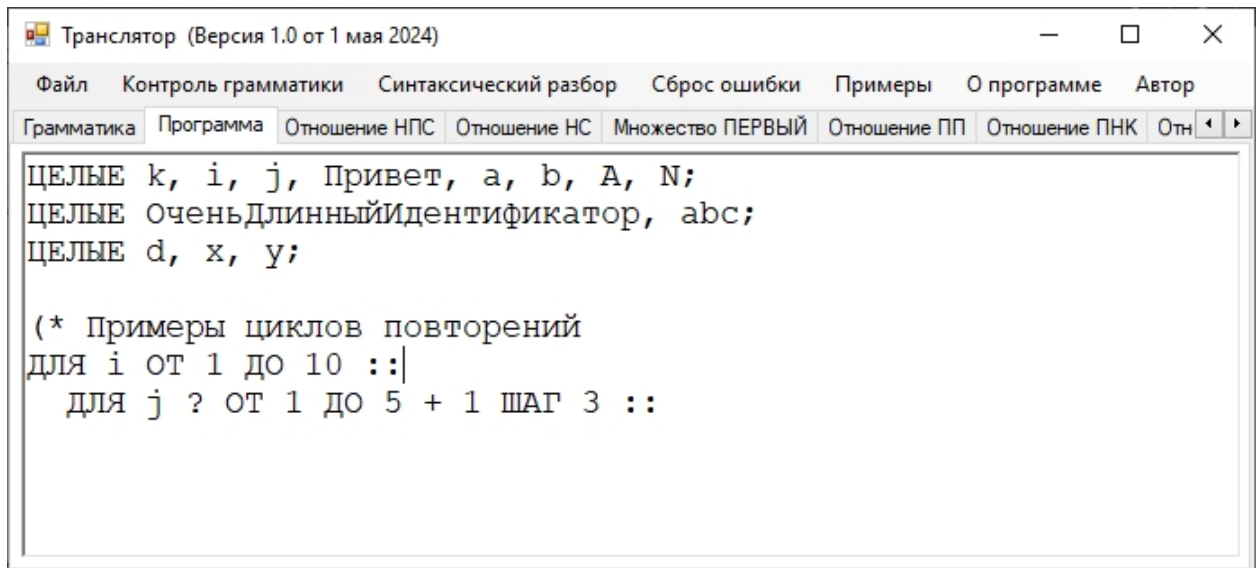 Транслятор (Версия 1.0 от 1 мая 2024)
Файл Контроль грамматики Синтаксический разбор Сброс ошибки Примеры О программе Автор
Грамматика Программа Отношение НПС Отношение НС Множество ПЕРВЫЙ Отношение ПП Отношение ПНК Отн
ЦЕЛЫЕ k, i, j, Привет, a, b, A, N;
ЦЕЛЫЕ ОченьДлинныйИдентификатор, abc;
ЦЕЛЫЕ d, x, y;
(* Примеры циклов повторений
ДЛЯ i ОТ 1 ДО 10 ::
ДЛЯ j ? ОТ 1 ДО 5 + 1 ШАГ 3 ::